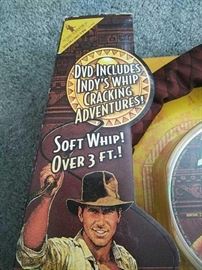 DVD INCLUDES
INDY'S WHIP
CRACKING
ADVENTURES!
SOFT WHIP!
OVER 3 FT.!